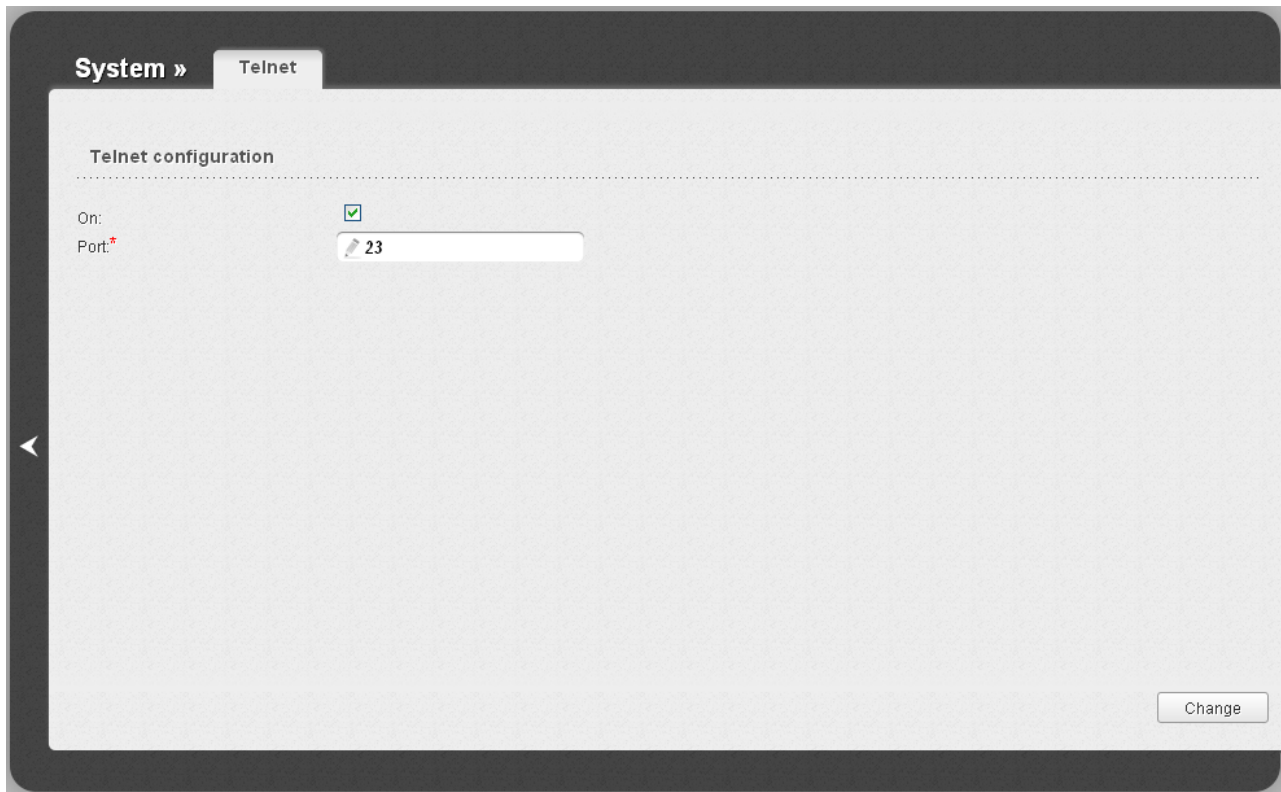 System »
Telnet
Telnet configuration
On:
Port:*
23
Change